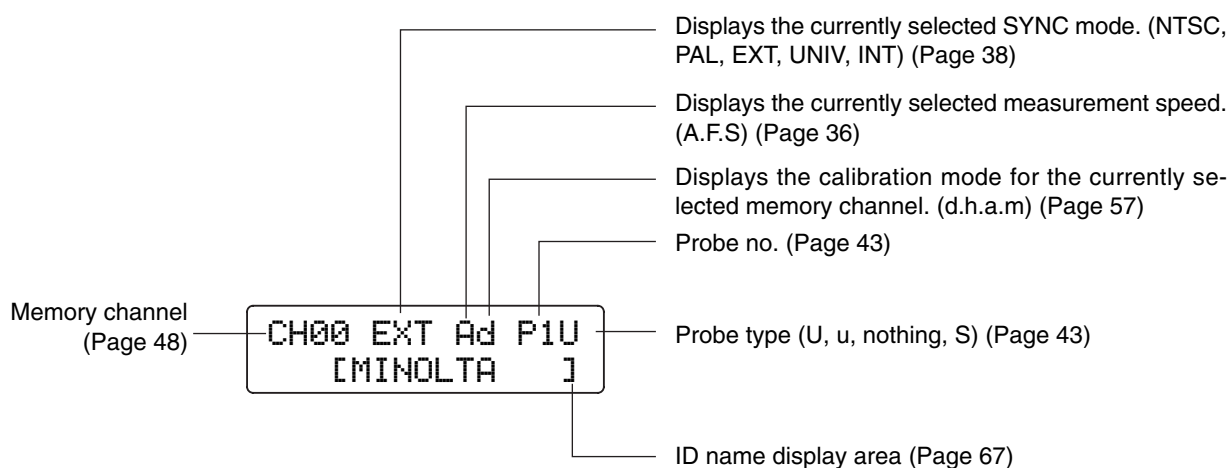 Displays the currently selected SYNC mode. (NTSC,
PAL, EXT, UNIV, INT) (Page 38)
Displays the currently selected measurement speed.
(A.F.S) (Page 36)
Displays the calibration mode for the currently se-
lected memory channel. (d.h.a.m) (Page 57)
Probe no. (Page 43)
Memory channel
(Page 48)
CH00 EXT Ad P1U
[MINOLTA ]
Probe type (U, u, nothing, S) (Page 43)
ID name display area (Page 67)